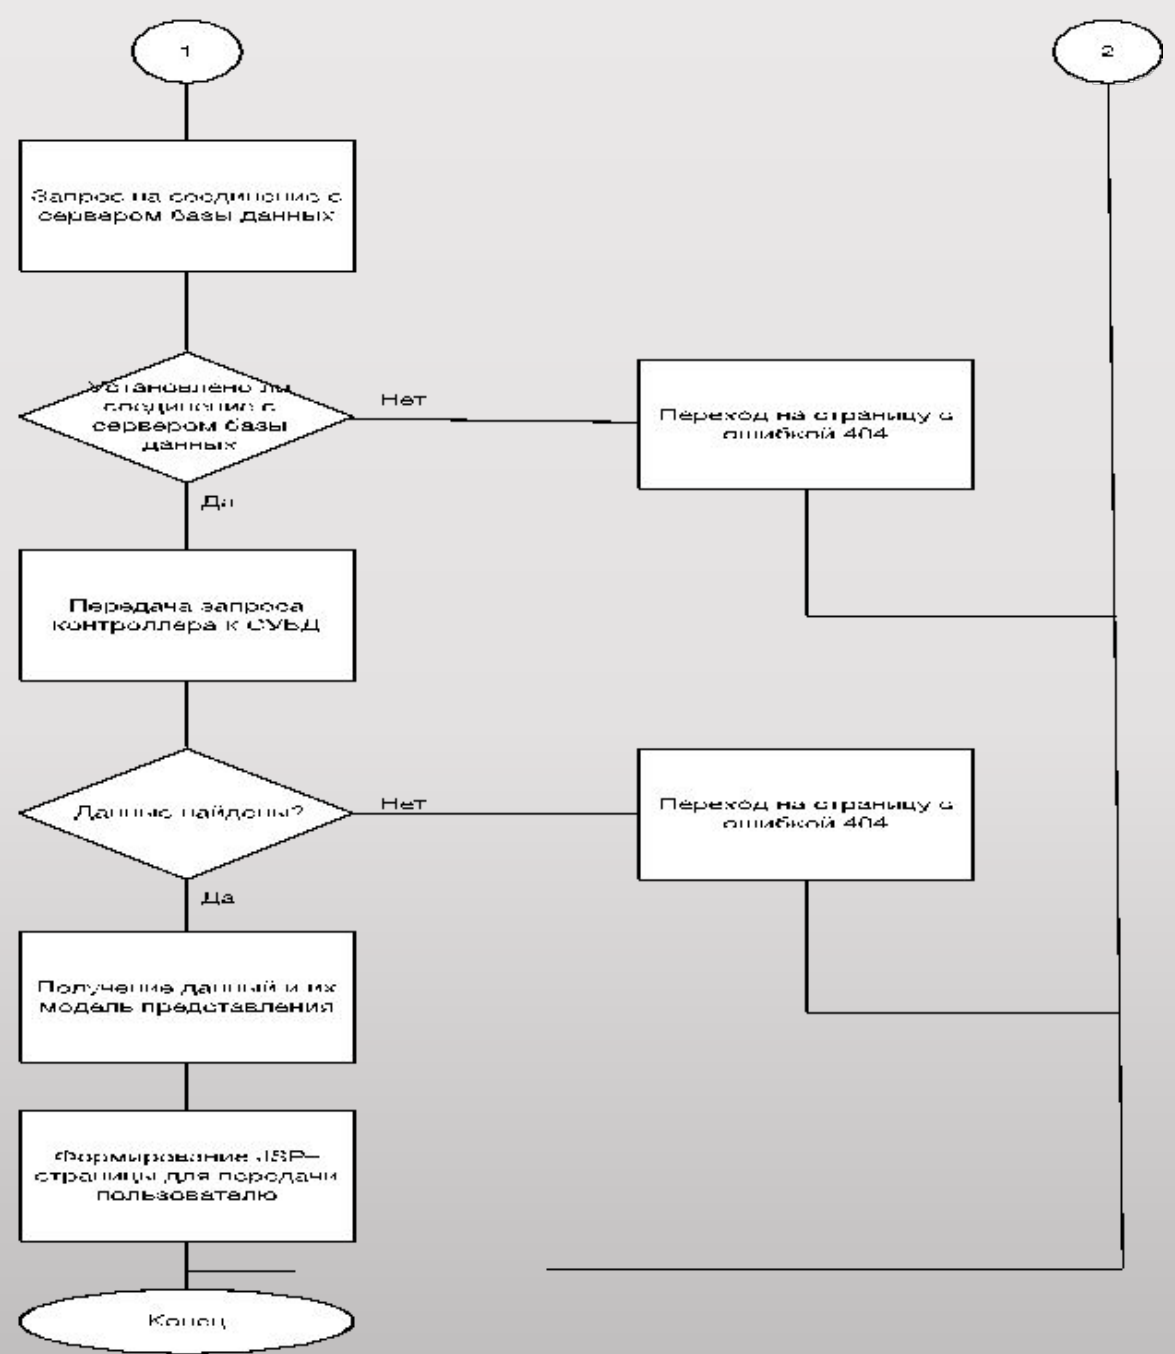 1
2
Запрос на соединение с
сервером базы данных
Установлено ли
соединение с
сервером базы
данных
Нет
Переход на страницу с
ошибкой 404
Да
Передача запроса
контроллера к СУБД
Данные найдены?
Нет
Переход на страницу с
ошибкой 404
Да
Получение данный и их
модель представления
Формирование JSP–
страницы для передачи
пользователю
Конец